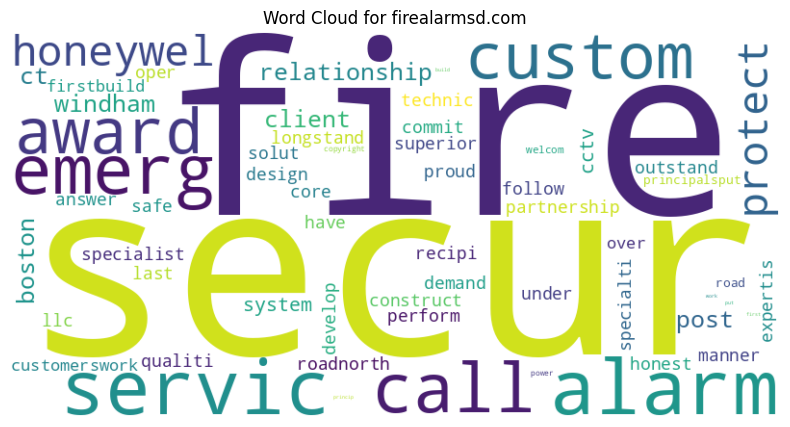 Word Cloud for firealarmsd.com
honeywel
fire
custom
protect
ct
oper
relationship
build
firstbuild
windham
technic
award
client
commit
cctv
longstand
superior
copyright
welcom
emerg
solut
proud
outstand
design
core
follow
principalsput
answer
safe
partnership
have
secur
boston
specialist
recipi
over
last
demand
road
specialti
expertis
system
develop
construct
under
llc
perform
post
customerswork
qualiti
roadnorth
manner
honest
power
servic
call
alarm